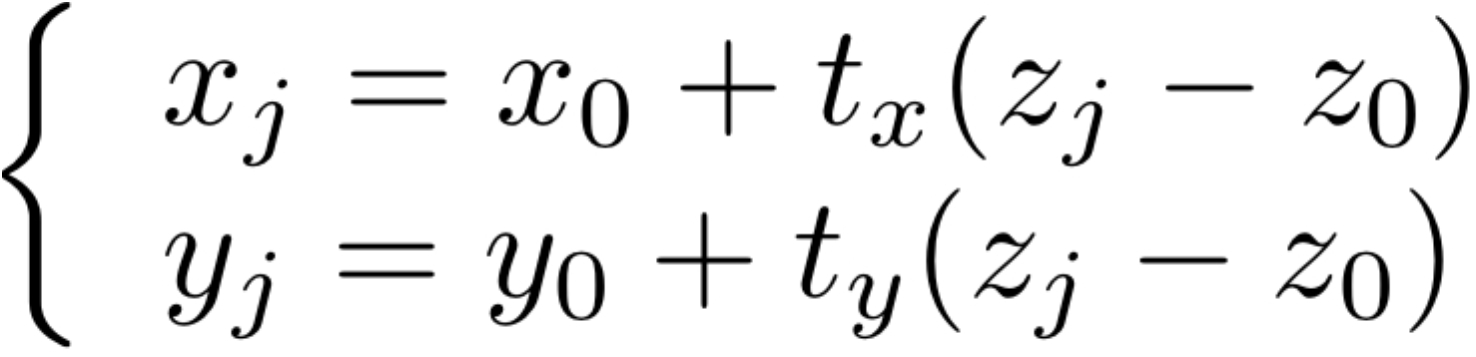 x_j = x_0 + t_x(z_j − z_0)
y_j = y_0 + t_y(z_j − z_0)